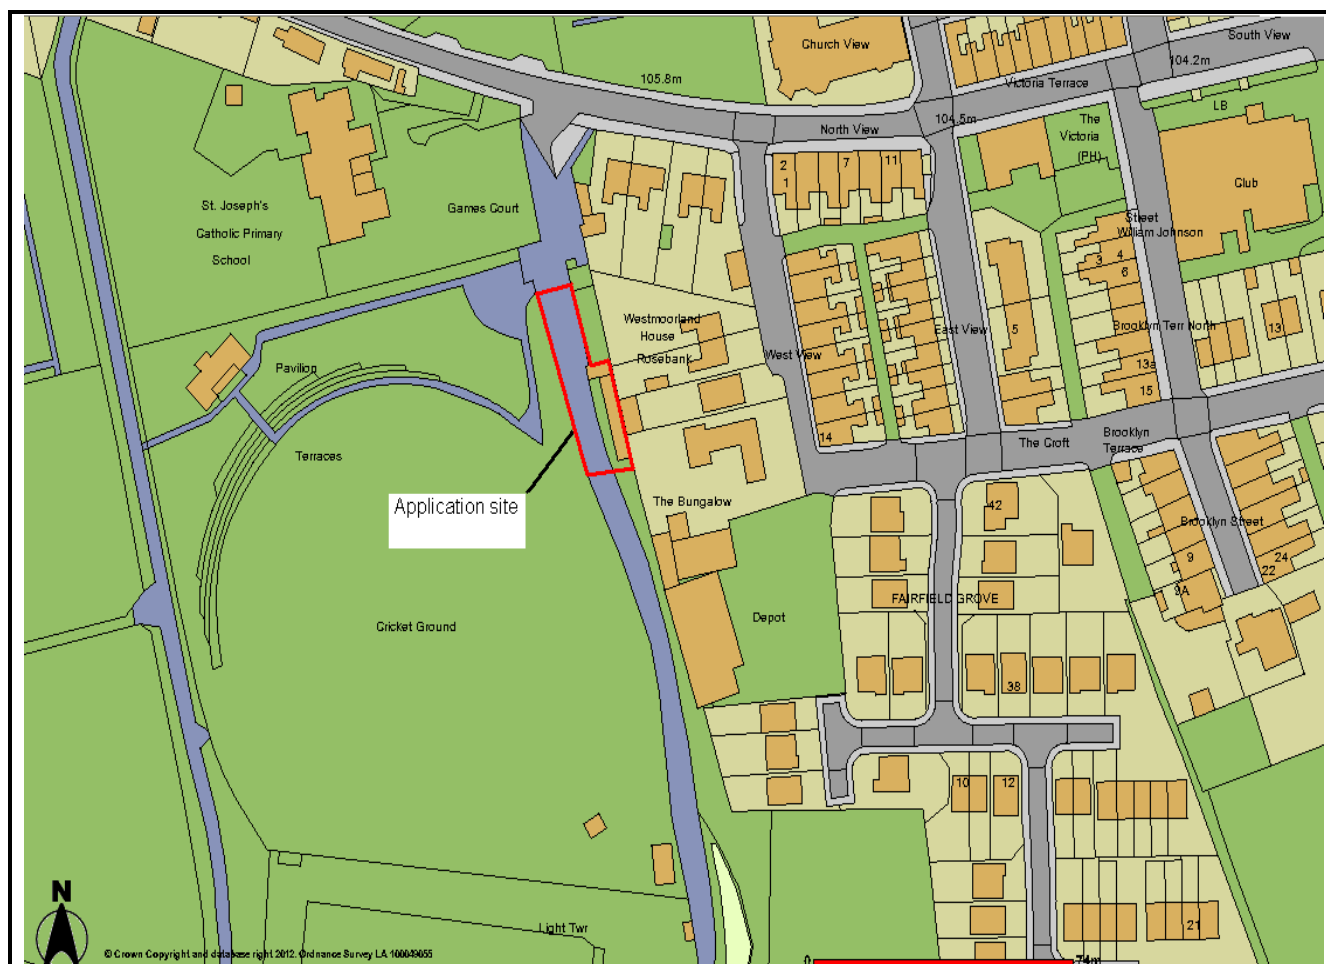 South View
Church View
104.2m
105.8m
Victoria Terrace
LB
The
Victoria
(PH)
104.5m
North View
2
1
7
11
Club
St. Joseph's
Catholic Primary
School
Games Court
Street
William Johnson
3
4
6
Westmoorland
House
Rosebank
West View
East View
5
Brooklyn Terr North
13
13a
15
Pavilion
14
The Croft
Brooklyn
Terrace
Terraces
Application site
The Bungalow
42
Brooklyn Street
9
24
22
9A
FAIRFIELD GROVE
Depot
Cricket Ground
38
10
12
21
Light Twr
N
© Crown Copyright and database right 2012. Ordnance Survey LA 100049055
0
74m